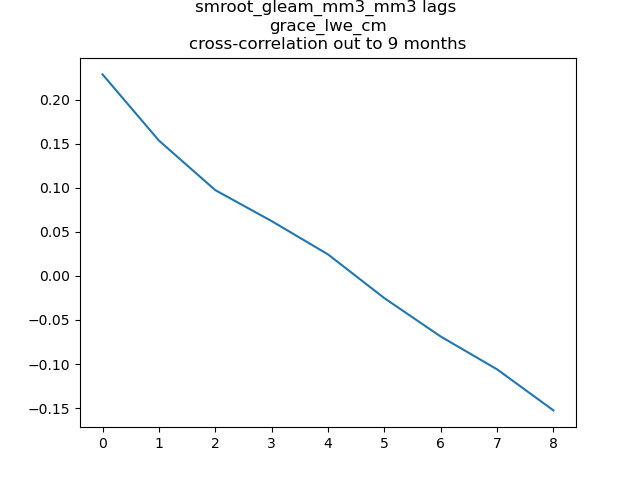 smroot_gleam_mm3_mm3 lags
grace_lwe_cm
cross-correlation out to 9 months
0.20
0.15
0.10
0.05
0.00
−0.05
−0.10
−0.15
0 1 2 3 4 5 6 7 8